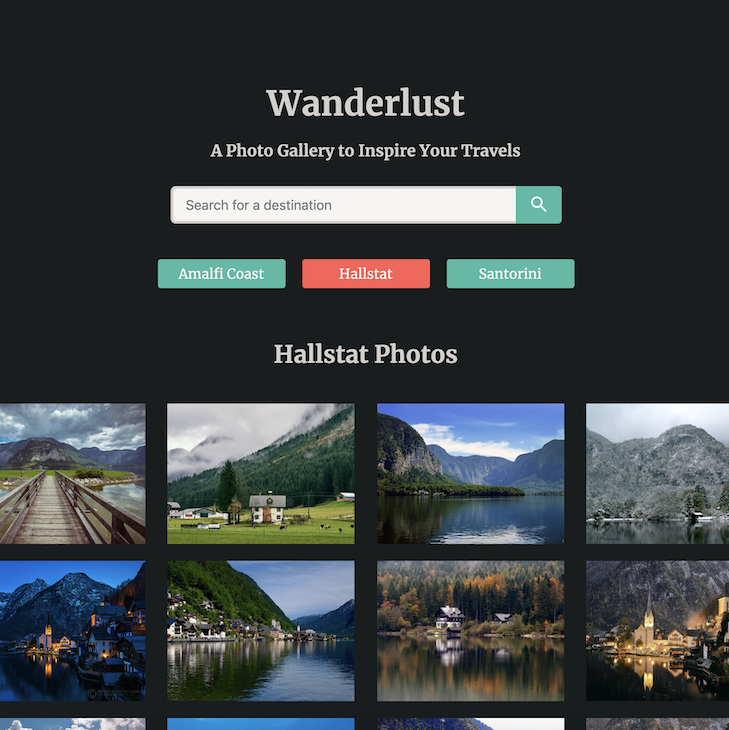 Wanderlust
A Photo Gallery to Inspire Your Travels
Search for a destination
Amalfi Coast
Hallstat
Santorini
Hallstat Photos